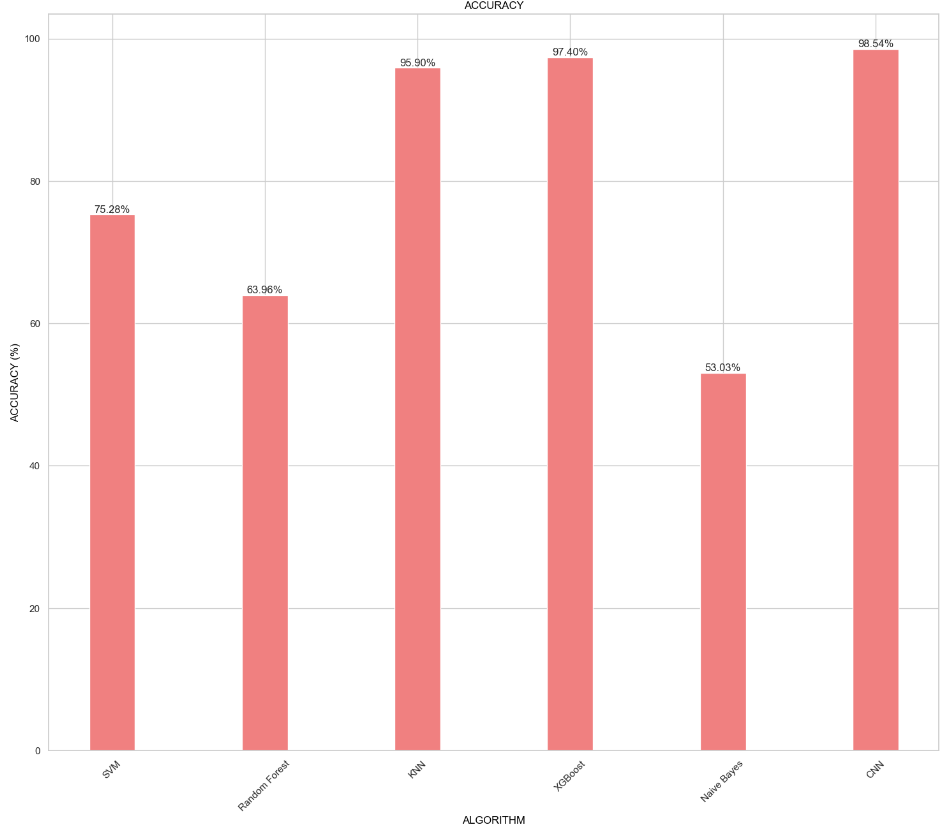 ACCURACY
100
80
60
40
20
0
ACCURACY (%)
75.28%
63.96%
95.90%
97.40%
53.03%
98.54%
SVM
Random Forest
KNN
XGBoost
Naive Bayes
CNN
ALGORITHM